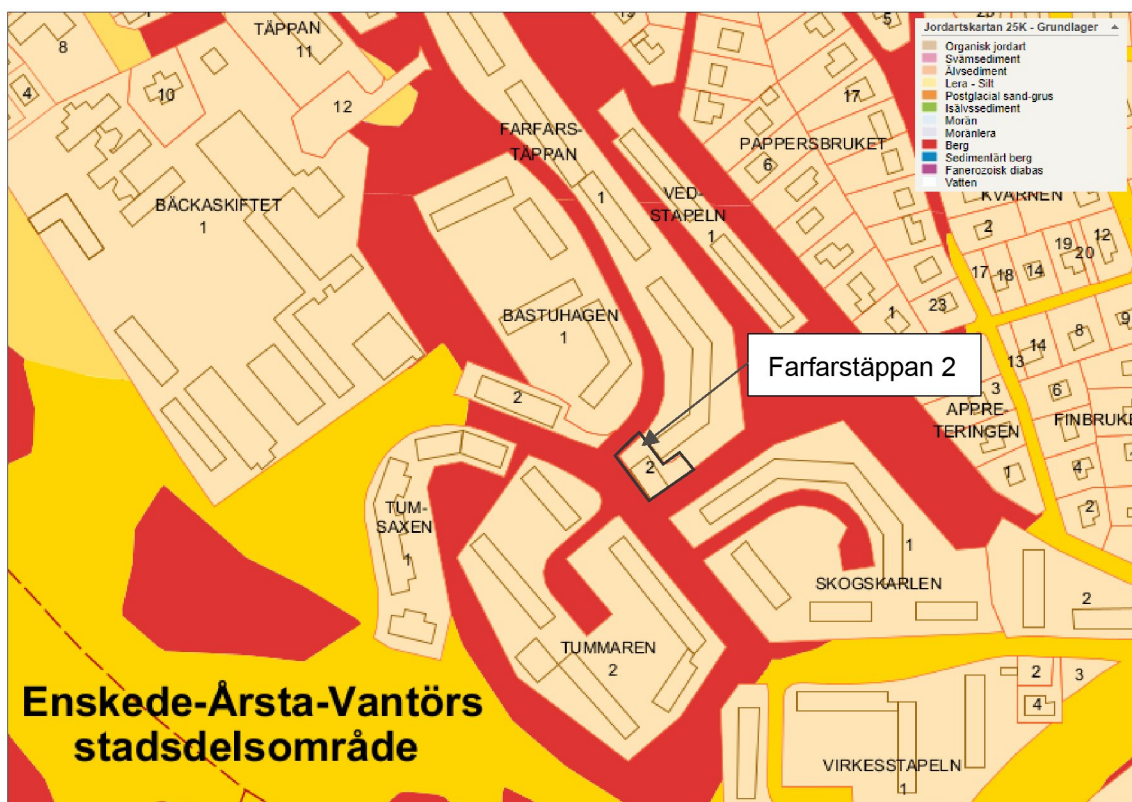 8
4
10
TÄPPAN
11
12
BÄCKASKIFTET
1
FARFARS-
TÄPPAN
1
VED-
STAPELN
1
PAPPERSBRUKET
6
17
5
Jordartskartan 25K - Grundlager
Organisk jordart
Svämsediment
Älvsediment
Lera - Silt
Postglacial sand-grus
Isälvssediment
Morän
Moränlera
Berg
Sedimentärt berg
Fanerozoisk diabas
Vatten
KVARNEN
2
17
18
14
19
20
12
23
1
BASTUHAGEN
1
2
Farfarstäppan 2
2
13
14
8
9
6
3
APPRE-
TERINGEN
FINBRUKET
4
2
TUM-
SAXEN
1
1
SKOGSKARLEN
2
TUMMAREN
2
2
3
4
Enskede-Årsta-Vantörs
stadsdelsområde
VIRKESSTAPELN
1